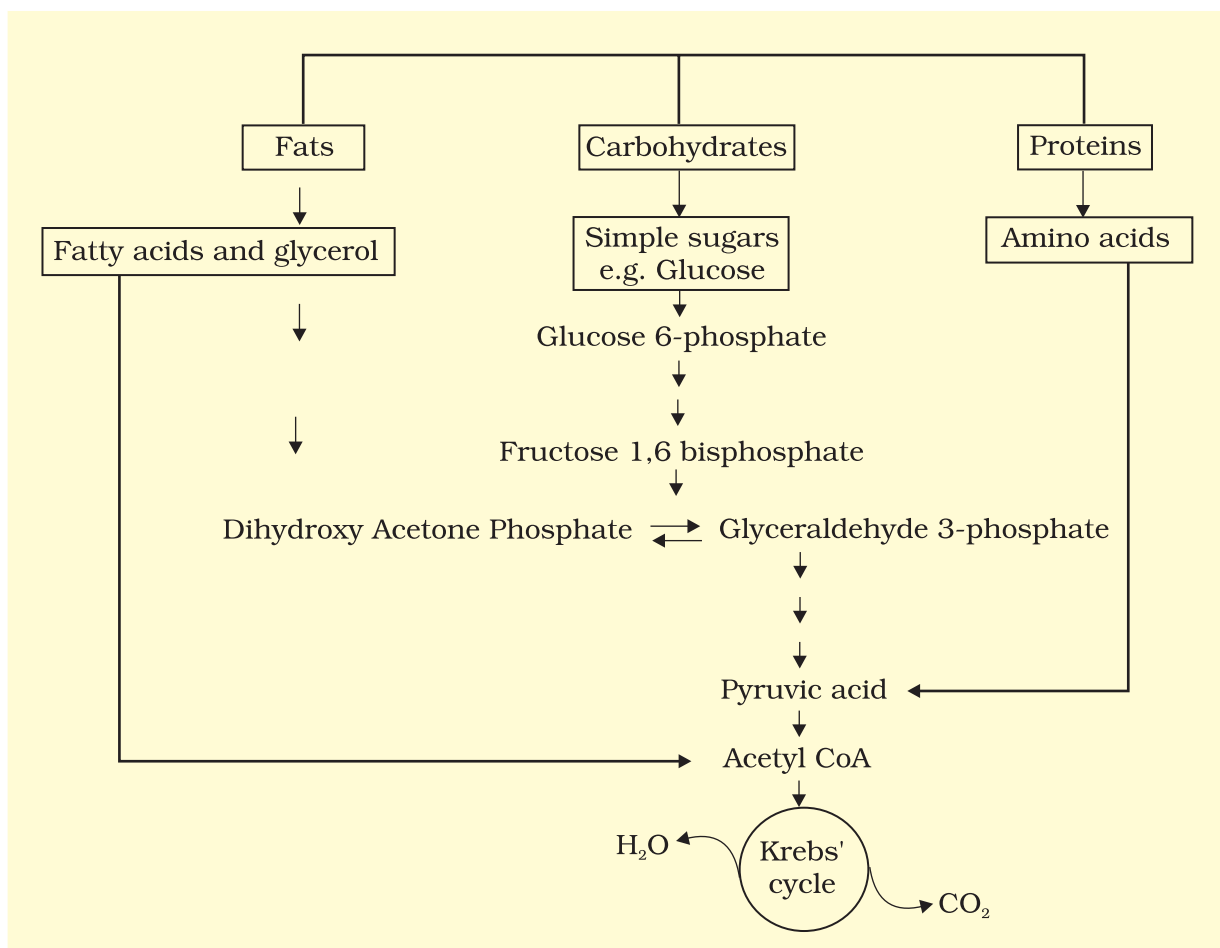 Fats
Carbohydrates
Proteins
Fatty acids and glycerol
Simple sugars
e.g. Glucose
Amino acids
Glucose 6-phosphate
Fructose 1,6 bisphosphate
Dihydroxy Acetone Phosphate
Glyceraldehyde 3-phosphate
Pyruvic acid
Acetyl CoA
H₂O
Krebs'
cycle
CO₂